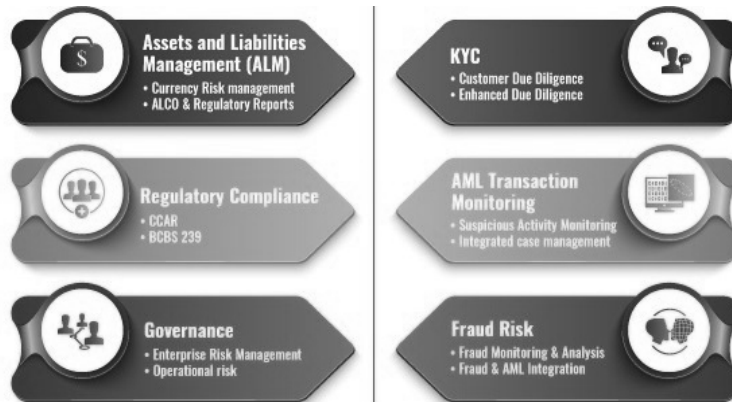 Assets and Liabilities
Management (ALM)
• Currency Risk management
• ALCO & Regulatory Reports
Regulatory Compliance
• CCAR
• BCBS 239
Governance
• Enterprise Risk Management
• Operational risk
KYC
• Customer Due Diligence
• Enhanced Due Diligence
AML Transaction
Monitoring
• Suspicious Activity Monitoring
• Integrated case management
Fraud Risk
• Fraud Monitoring & Analysis
• Fraud & AML Integration